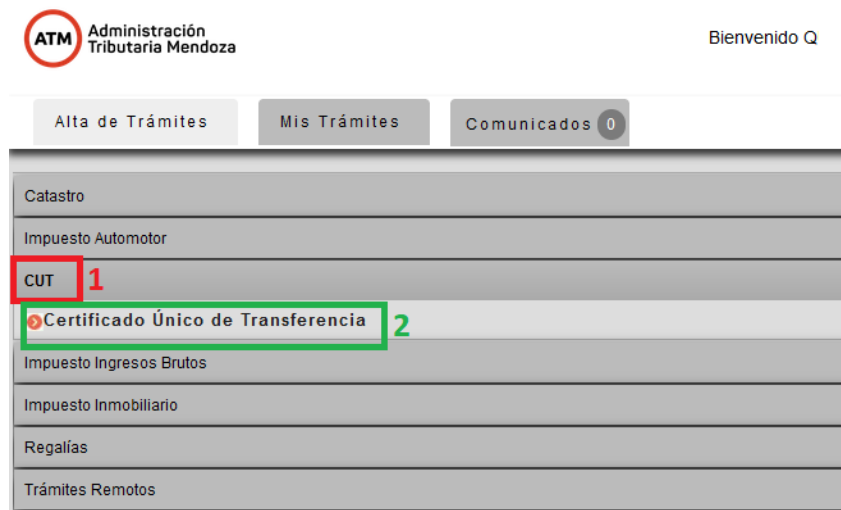 ATM
Administración
Tributaria Mendoza
Bienvenido Q
Alta de Trámites
Mis Trámites
Comunicados 0
Catastro
Impuesto Automotor
CUT 1
Certificado Único de Transferencia 2
Impuesto Ingresos Brutos
Impuesto Inmobiliario
Regalías
Trámites Remotos